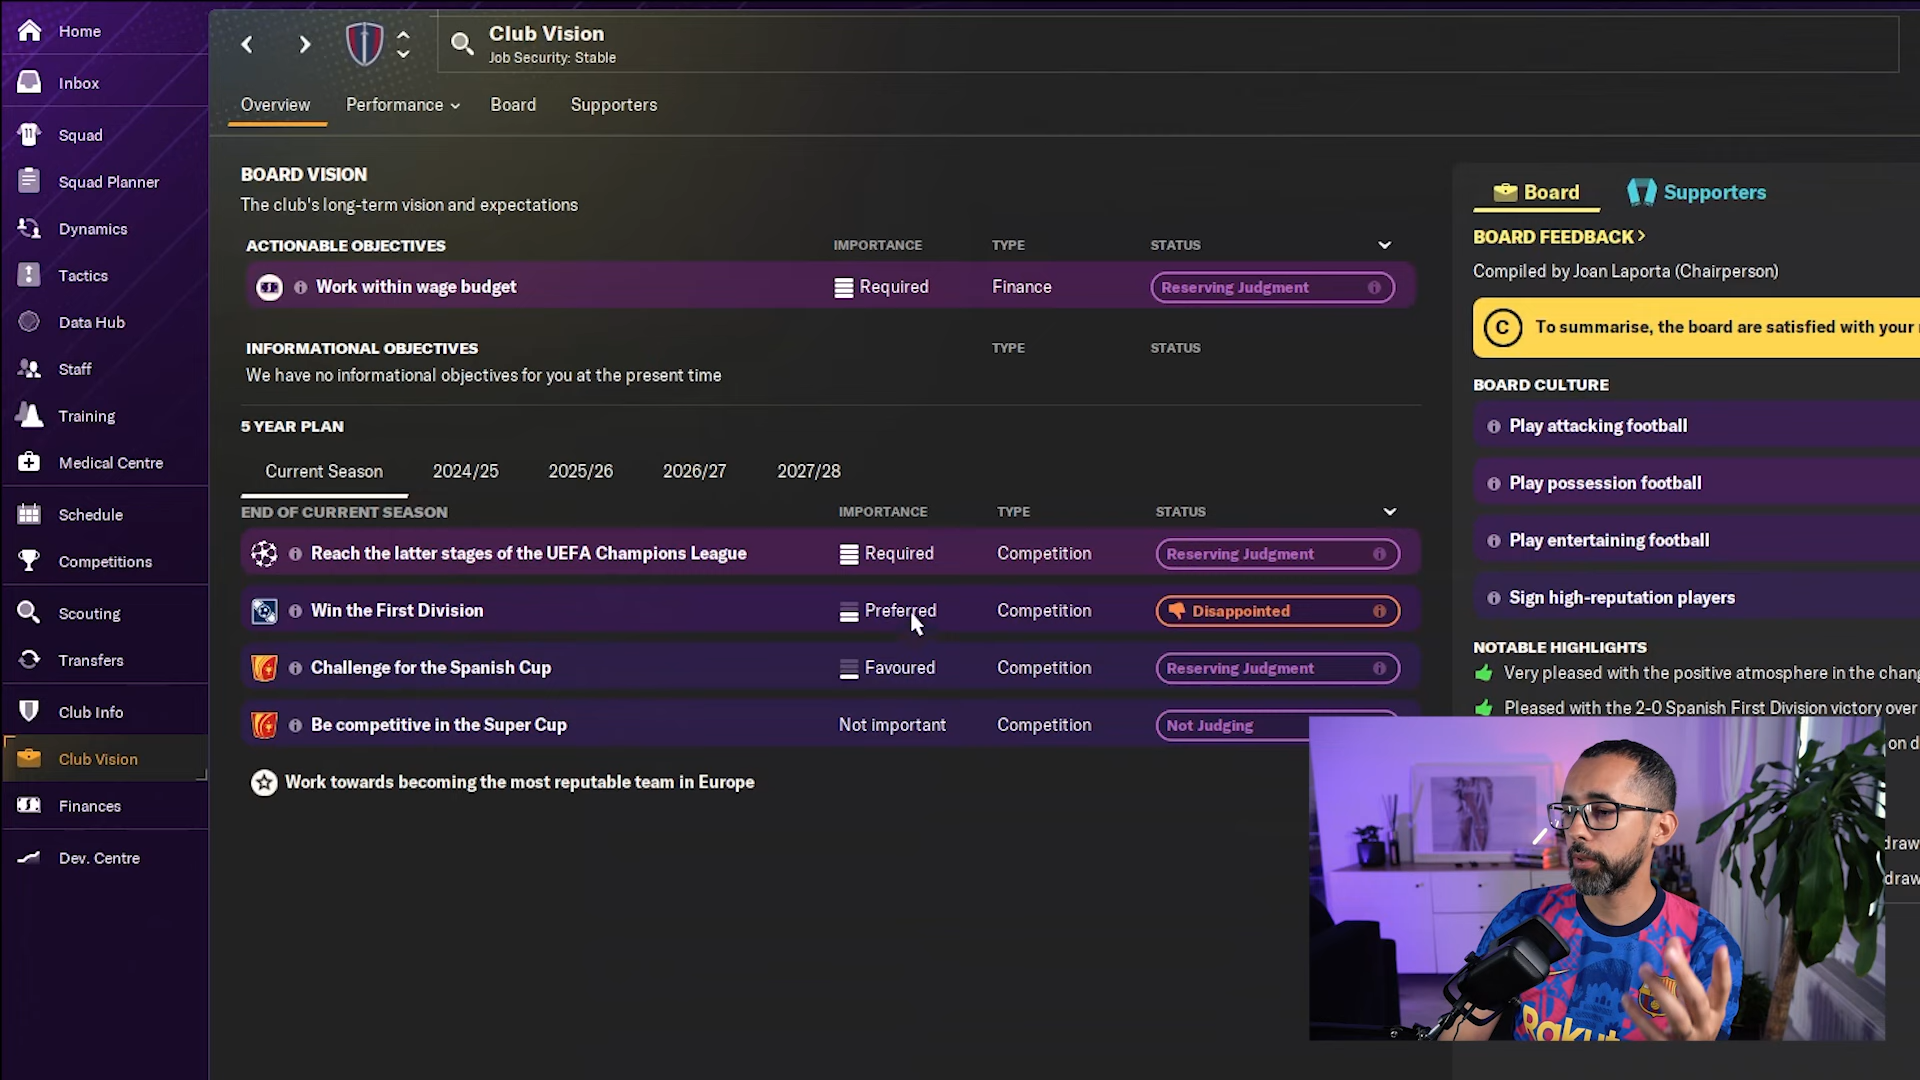 Home
Inbox
Squad
Squad Planner
Dynamics
Tactics
Data Hub
Staff
Training
Medical Centre
Schedule
Competitions
Scouting
Transfers
Club Info
Club Vision
Finances
Dev. Centre
Club Vision
Job Security: Stable
Overview Performance Board Supporters
BOARD VISION
The club's long-term vision and expectations
ACTIONABLE OBJECTIVES IMPORTANCE TYPE STATUS
Work within wage budget Required Finance Reserving Judgment
INFORMATIONAL OBJECTIVES TYPE STATUS
We have no informational objectives for you at the present time
5 YEAR PLAN
Current Season 2024/25 2025/26 2026/27 2027/28
END OF CURRENT SEASON IMPORTANCE TYPE STATUS
Reach the latter stages of the UEFA Champions League Required Competition Reserving Judgment
Win the First Division Preferred Competition Disappointed
Challenge for the Spanish Cup Favoured Competition Reserving Judgment
Be competitive in the Super Cup Not important Competition Not Judging
Work towards becoming the most reputable team in Europe
Board Supporters
BOARD FEEDBACK
Compiled by Joan Laporta (Chairperson)
C To summarise, the board are satisfied with your
BOARD CULTURE
Play attacking football
Play possession football
Play entertaining football
Sign high-reputation players
NOTABLE HIGHLIGHTS
Very pleased with the positive atmosphere in the
Pleased with the 2-0 Spanish First Division victory over
on
draw
draw